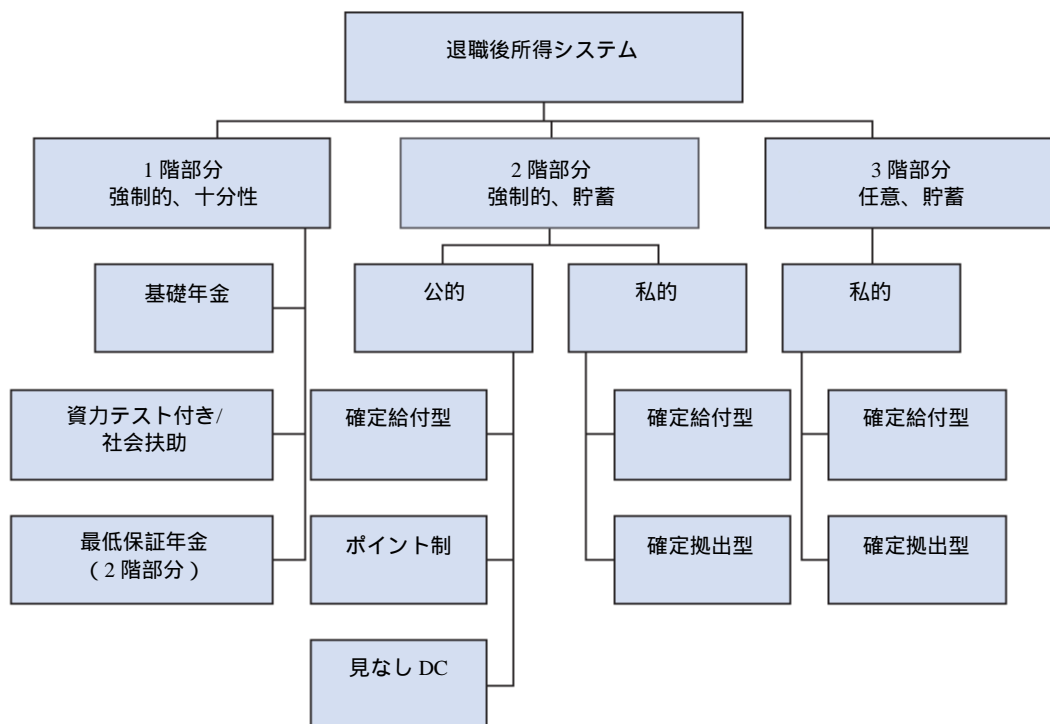 退職後所得システム
1 階部分
強制的、十分性
2 階部分
強制的、貯蓄
3 階部分
任意、貯蓄
基礎年金
公的
私的
私的
資力テスト付き/
社会扶助
確定給付型
確定給付型
確定給付型
最低保証年金
( 2 階部分 )
ポイント制
確定拠出型
確定拠出型
見なし DC